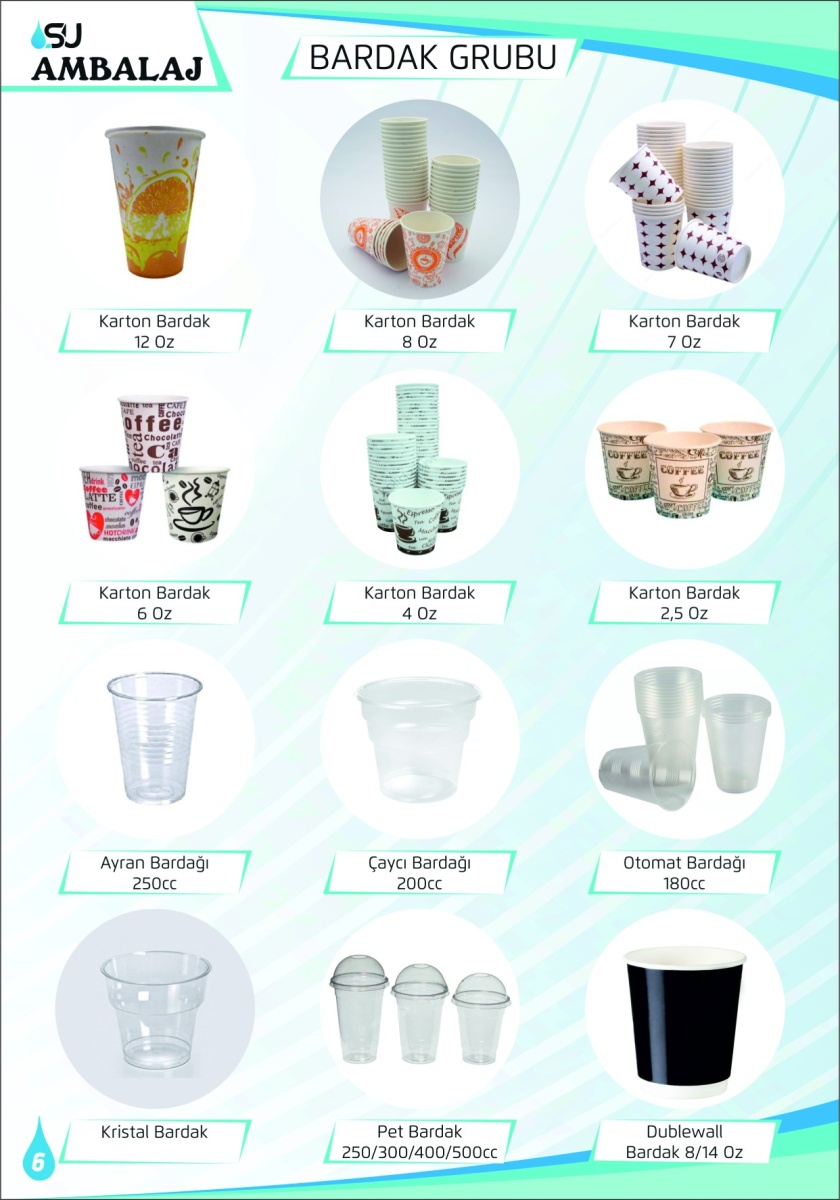 SU
AMBALAJ
BARDAK GRUBU
Karton Bardak
12 Oz
Karton Bardak
8 Oz
Karton Bardak
7 Oz
Karton Bardak
6 Oz
Karton Bardak
4 Oz
Karton Bardak
2,5 Oz
Ayran Bardağı
250cc
Çaycı Bardağı
200cc
Otomat Bardağı
180cc
Kristal Bardak
Pet Bardak
250/300/400/500cc
Dublewall
Bardak 8/14 Oz
6